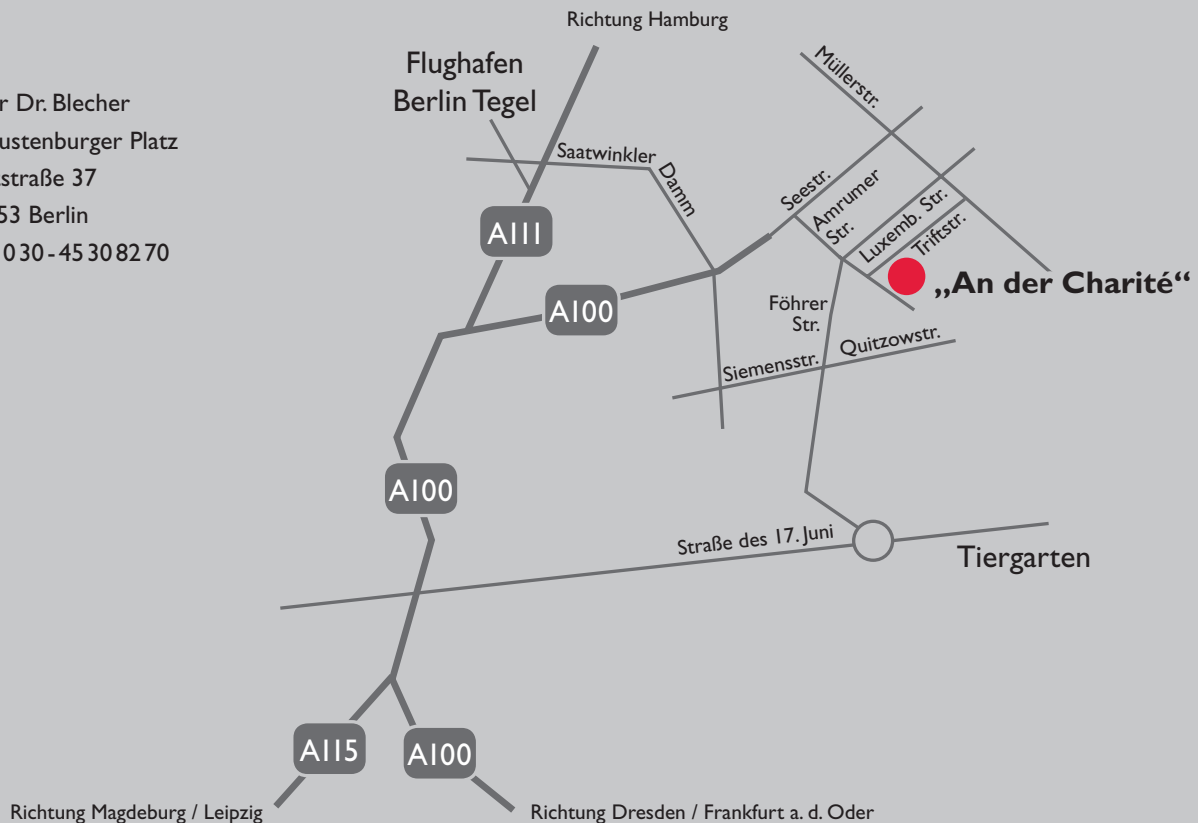 Richtung Hamburg
Flughafen
Berlin Tegel
r Dr. Blecher
ustenburger Platz
straße 37
53 Berlin
030-45308270
Müllerstr.
Saatwinkler
Damm
Seestr.
Amrumer
Str.
Luxemb. Str.
Triftstr.
A111
„An der Charité“
A100
Föhrer
Str.
Quitzowstr.
Siemensstr.
A100
Straße des 17. Juni
Tiergarten
A115
A100
Richtung Magdeburg / Leipzig
Richtung Dresden / Frankfurt a. d. Oder